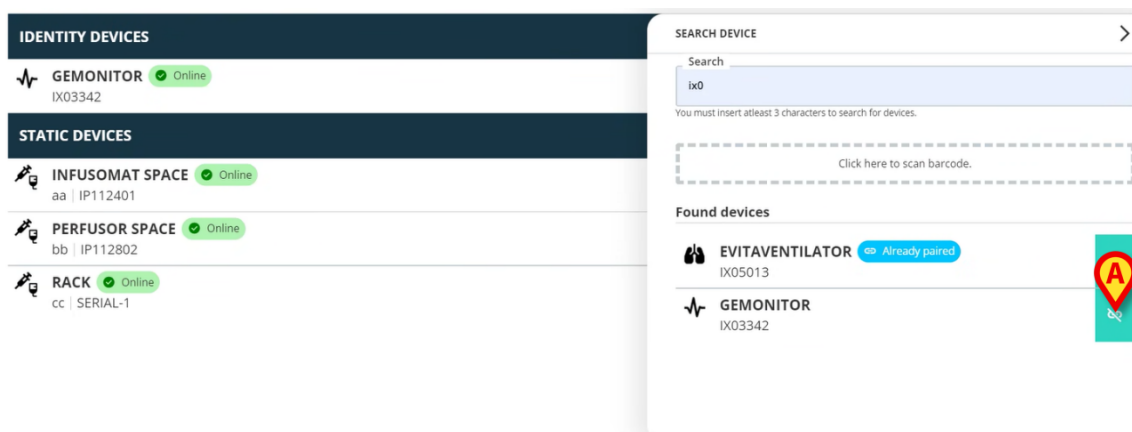 IDENTITY DEVICES
GEMONITOR Online
IX03342
STATIC DEVICES
INFUSOMAT SPACE Online
aa | IP112401
PERFUSOR SPACE Online
bb | IP112802
RACK Online
cc | SERIAL-1
SEARCH DEVICE
Search
ix0
You must insert atleast 3 characters to search for devices.
Click here to scan barcode.
Found devices
EVITAVENTILATOR Already paired
IX05013
A
GEMONITOR
IX03342